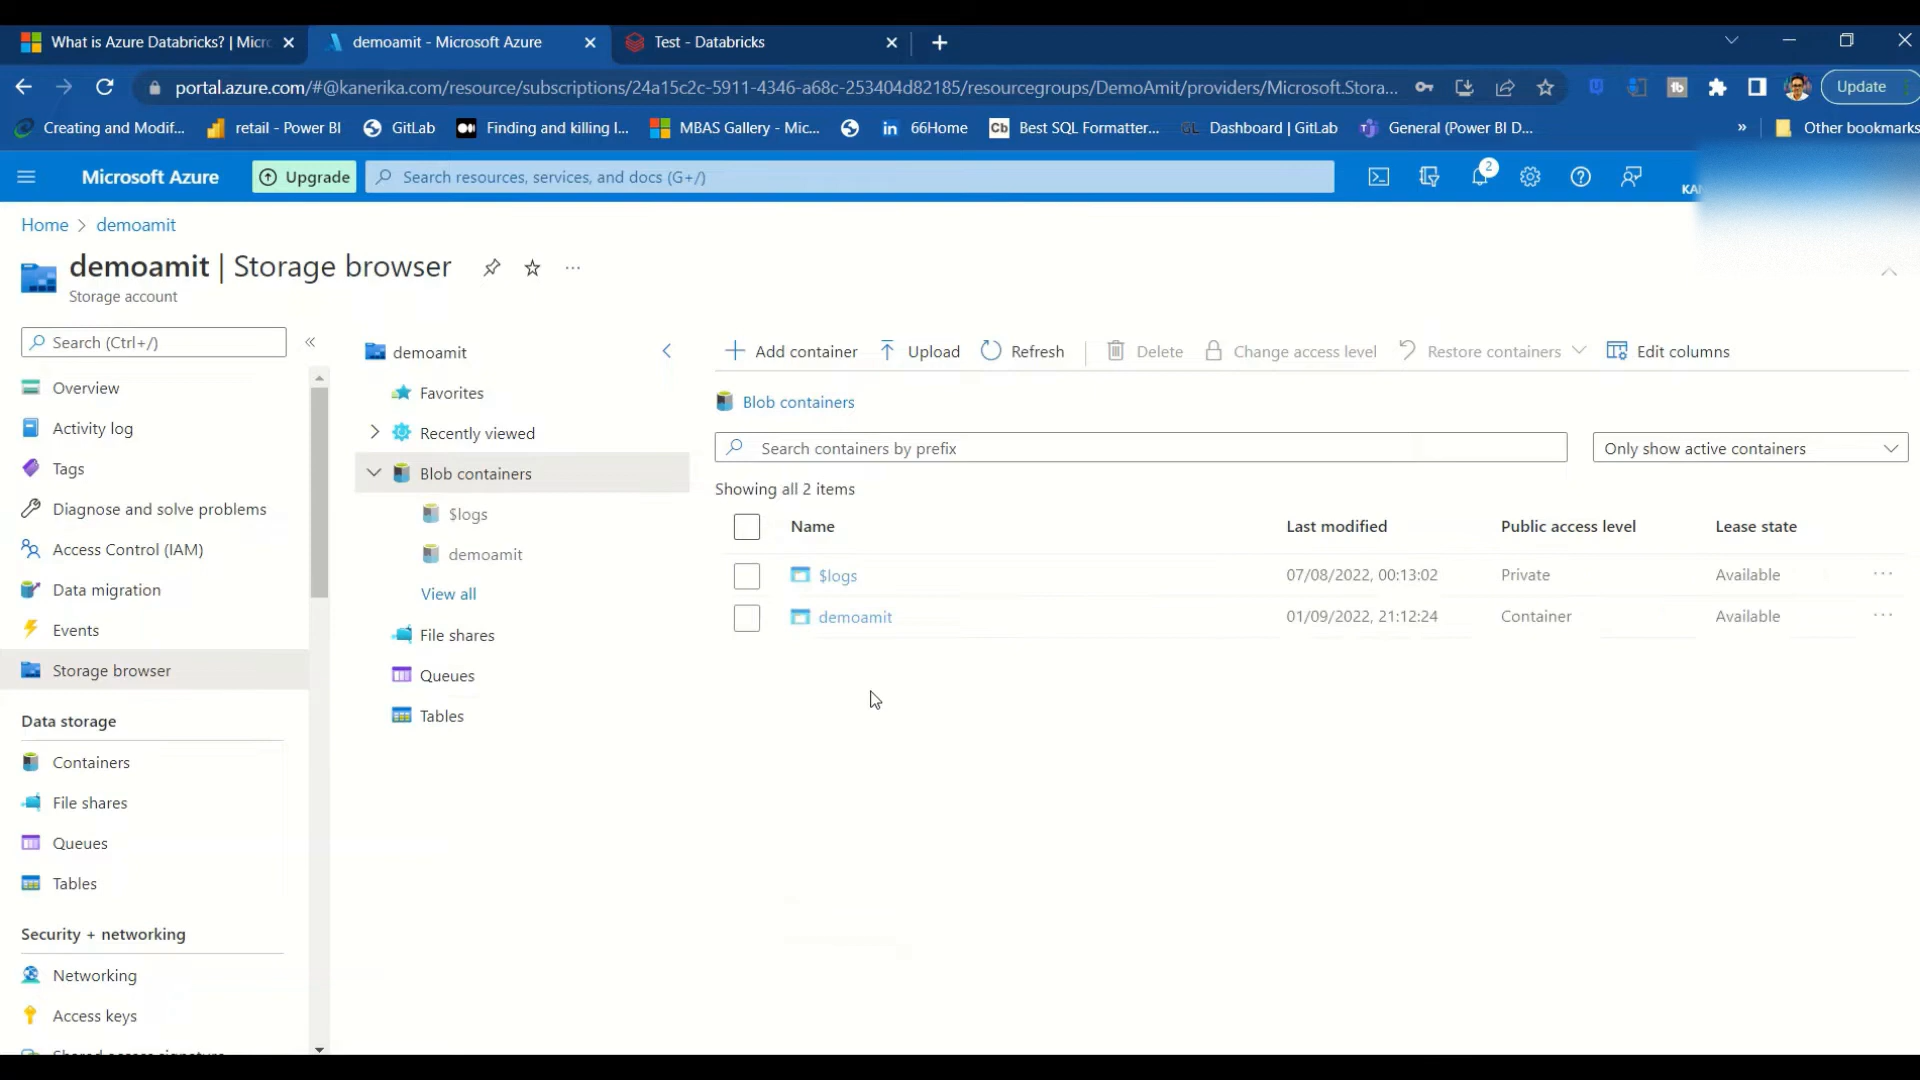 What is Azure Databricks? | Micr
demoamit - Microsoft Azure
Test - Databricks
portal.azure.com/#@kanerika.com/resource/subscriptions/24a15c2c-5911-4346-a68c-253404d82185/resourcegroups/DemoAmit/providers/Microsoft.Stora...
Update
Creating and Modif...
retail - Power BI
GitLab
Finding and killing I...
MBAS Gallery - Mic...
66Home
Cb Best SQL Formatter...
GL Dashboard | GitLab
General (Power BI D...
»
Other bookmarks
Microsoft Azure
Upgrade
Search resources, services, and docs (G+/)
2
KAN
Home > demoamit
demoamit | Storage browser
Storage account
Search (Ctrl+/)
Overview
Activity log
Tags
Diagnose and solve problems
Access Control (IAM)
Data migration
Events
Storage browser
Data storage
Containers
File shares
Queues
Tables
Security + networking
Networking
Access keys
Shared access signature
demoamit
Favorites
Recently viewed
Blob containers
$logs
demoamit
View all
File shares
Queues
Tables
Add container
Upload
Refresh
Delete
Change access level
Restore containers
Edit columns
Blob containers
Search containers by prefix
Only show active containers
Showing all 2 items
Name Last modified Public access level Lease state
$logs 07/08/2022, 00:13:02 Private Available ...
demoamit 01/09/2022, 21:12:24 Container Available ...